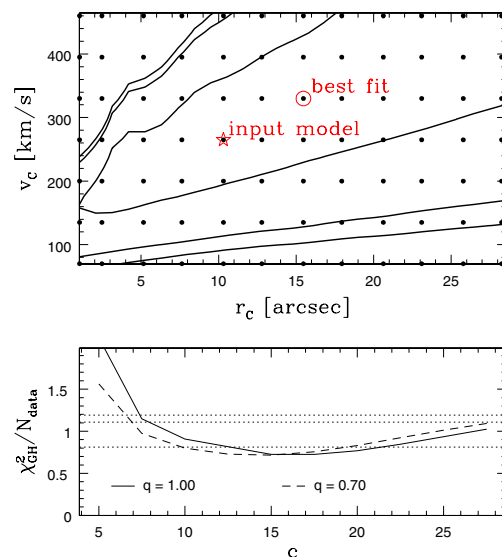 400
300
200
100
v_c [km/s]
best fit
input model
5
10
15
20
25
r_c [arcsec]
2
1.5
1
0.5
0
χ²_GH/N_data
q = 1.00
q = 0.70
5
10
15
20
25
c